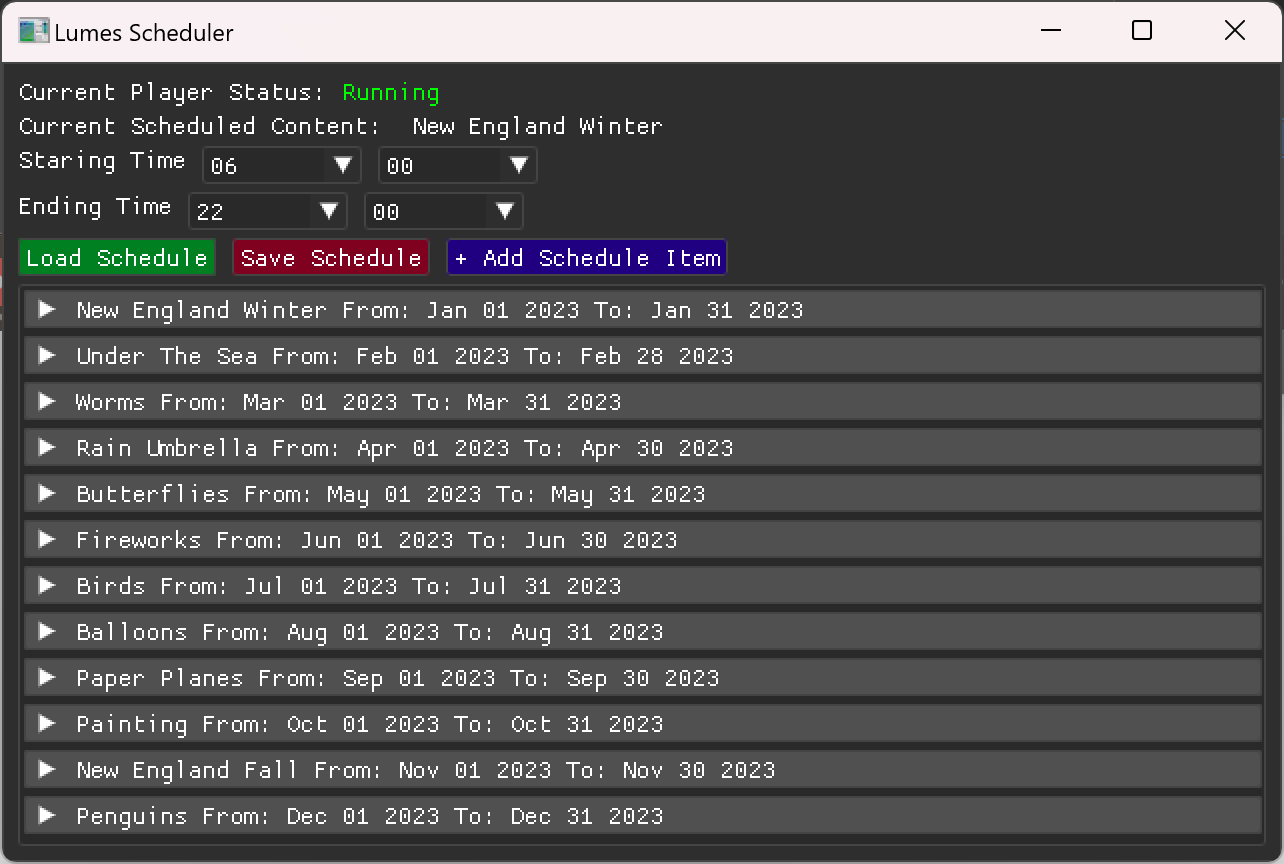 Lumes Scheduler
Current Player Status: Running
Current Scheduled Content: New England Winter
Staring Time 06 00
Ending Time 22 00
Load Schedule Save Schedule + Add Schedule Item
New England Winter From: Jan 01 2023 To: Jan 31 2023
Under The Sea From: Feb 01 2023 To: Feb 28 2023
Worms From: Mar 01 2023 To: Mar 31 2023
Rain Umbrella From: Apr 01 2023 To: Apr 30 2023
Butterflies From: May 01 2023 To: May 31 2023
Fireworks From: Jun 01 2023 To: Jun 30 2023
Birds From: Jul 01 2023 To: Jul 31 2023
Balloons From: Aug 01 2023 To: Aug 31 2023
Paper Planes From: Sep 01 2023 To: Sep 30 2023
Painting From: Oct 01 2023 To: Oct 31 2023
New England Fall From: Nov 01 2023 To: Nov 30 2023
Penguins From: Dec 01 2023 To: Dec 31 2023